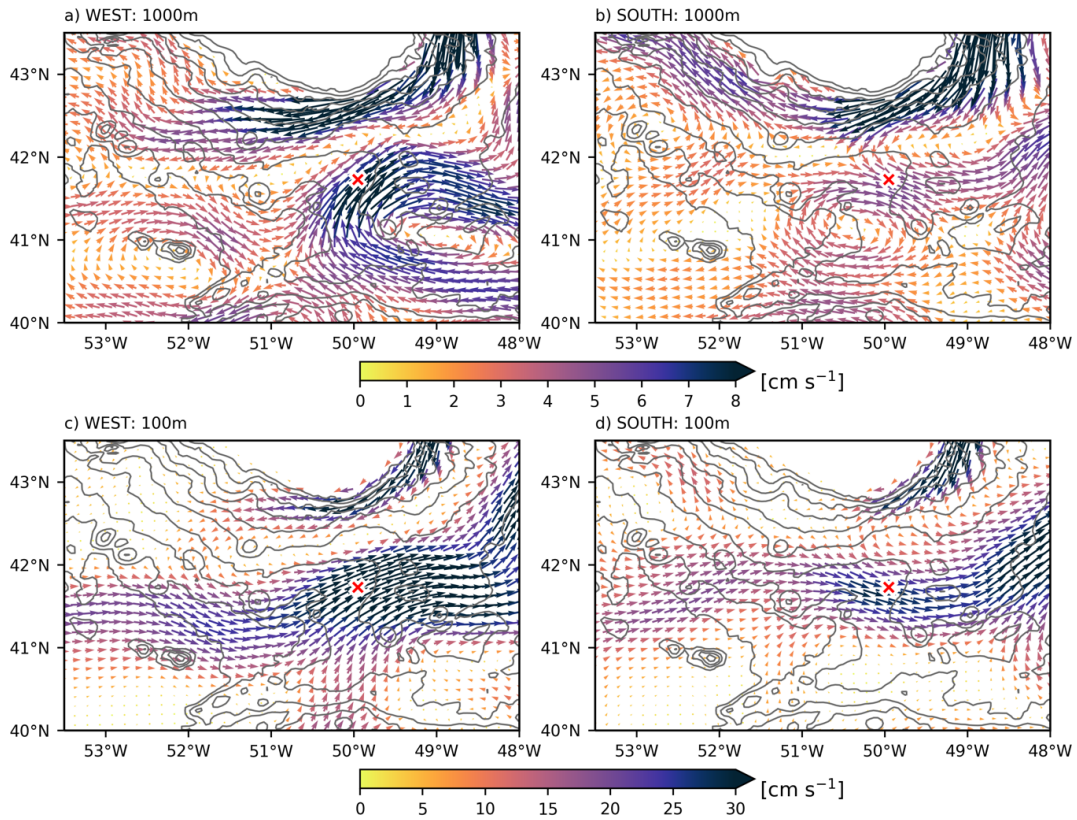 a) WEST: 1000m
b) SOUTH: 1000m
43°N
42°N
41°N
40°N
53°W 52°W 51°W 50°W 49°W 48°W
43°N
42°N
41°N
40°N
53°W 52°W 51°W 50°W 49°W 48°W
0 1 2 3 4 5 6 7 8
[cm s⁻¹]
c) WEST: 100m
d) SOUTH: 100m
43°N
42°N
41°N
40°N
53°W 52°W 51°W 50°W 49°W 48°W
43°N
42°N
41°N
40°N
53°W 52°W 51°W 50°W 49°W 48°W
0 5 10 15 20 25 30
[cm s⁻¹]